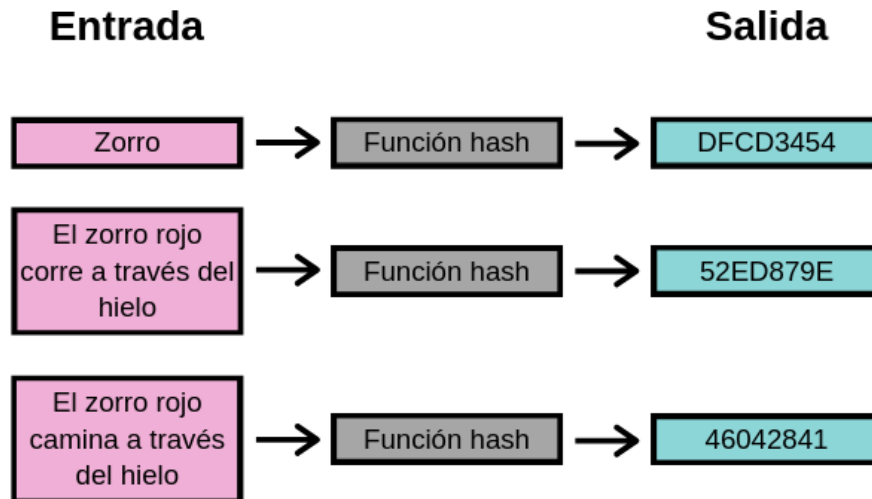 Entrada
Salida
Zorro
Función hash
DFCD3454
El zorro rojo
corre a través del
hielo
Función hash
52ED879E
El zorro rojo
camina a través
del hielo
Función hash
46042841